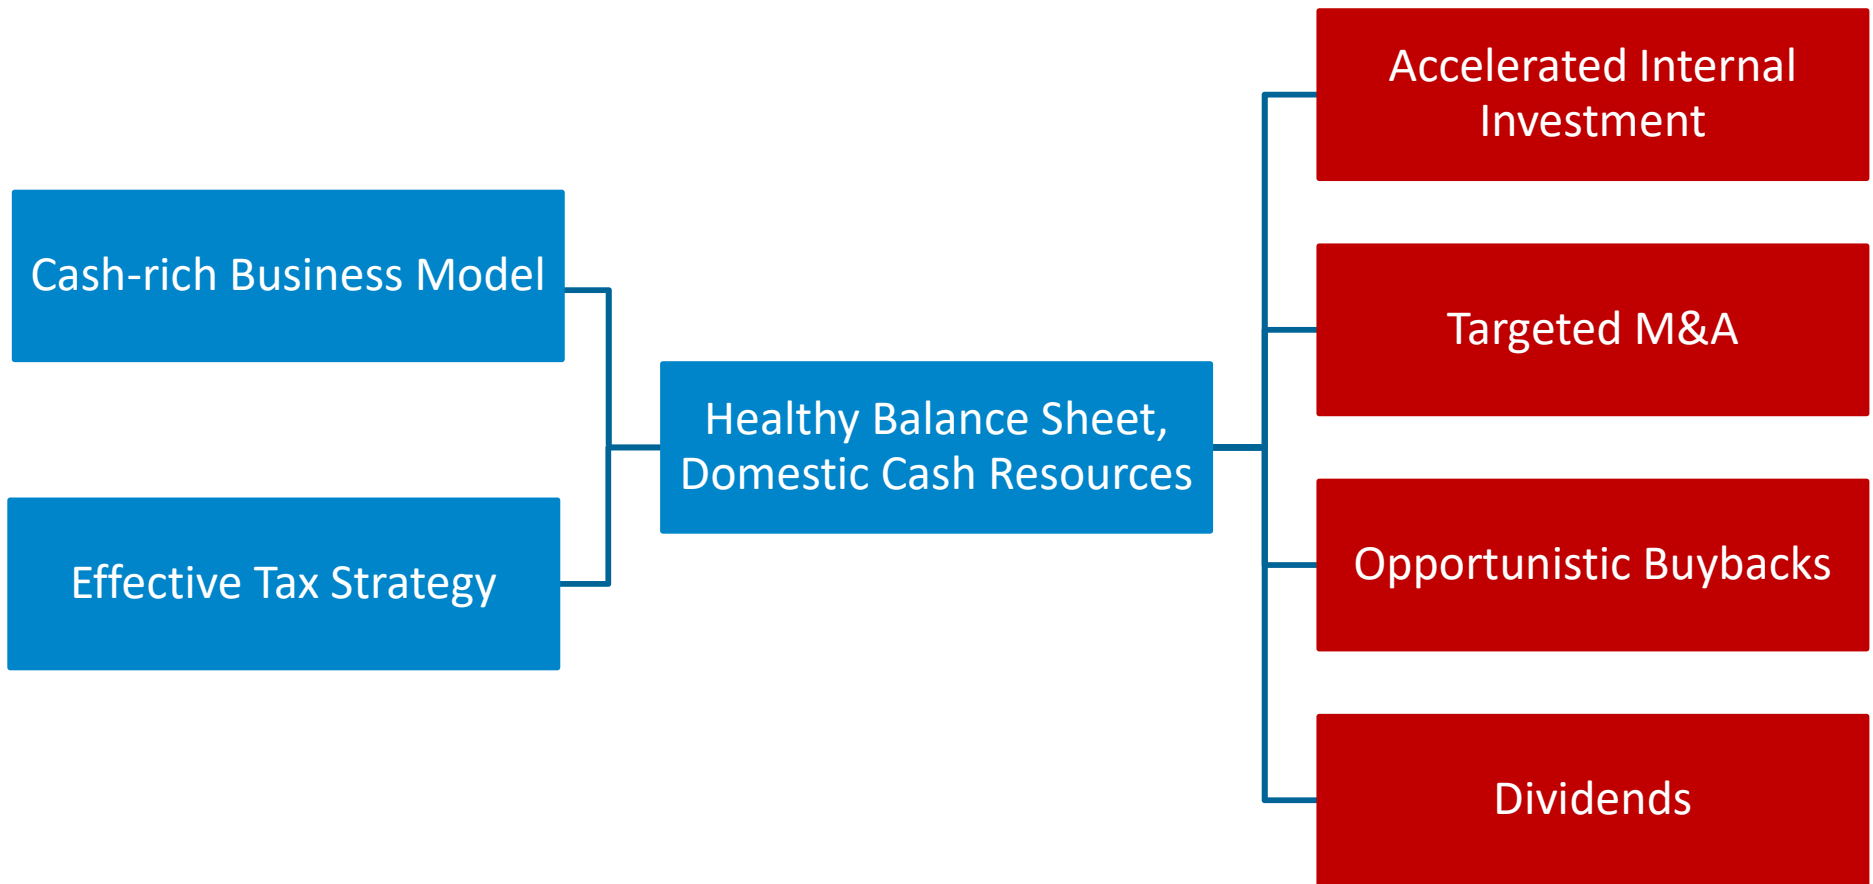 Cash-rich Business Model
Effective Tax Strategy
Healthy Balance Sheet,
Domestic Cash Resources
Accelerated Internal
Investment
Targeted M&A
Opportunistic Buybacks
Dividends